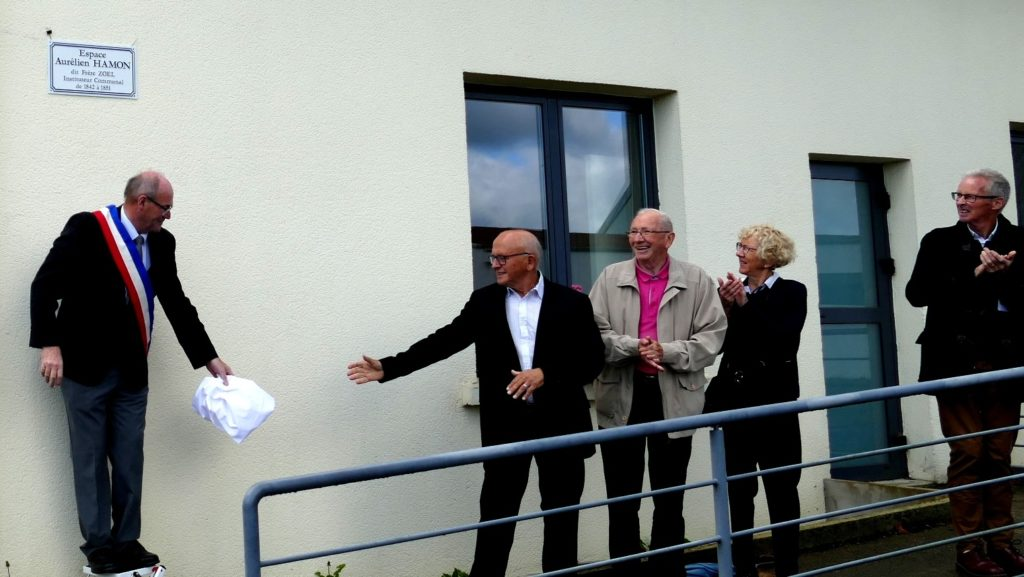 Espace
Aurélien HAMON
dit Frère ZOEL
Instituteur Communal
de 1842 à 1851